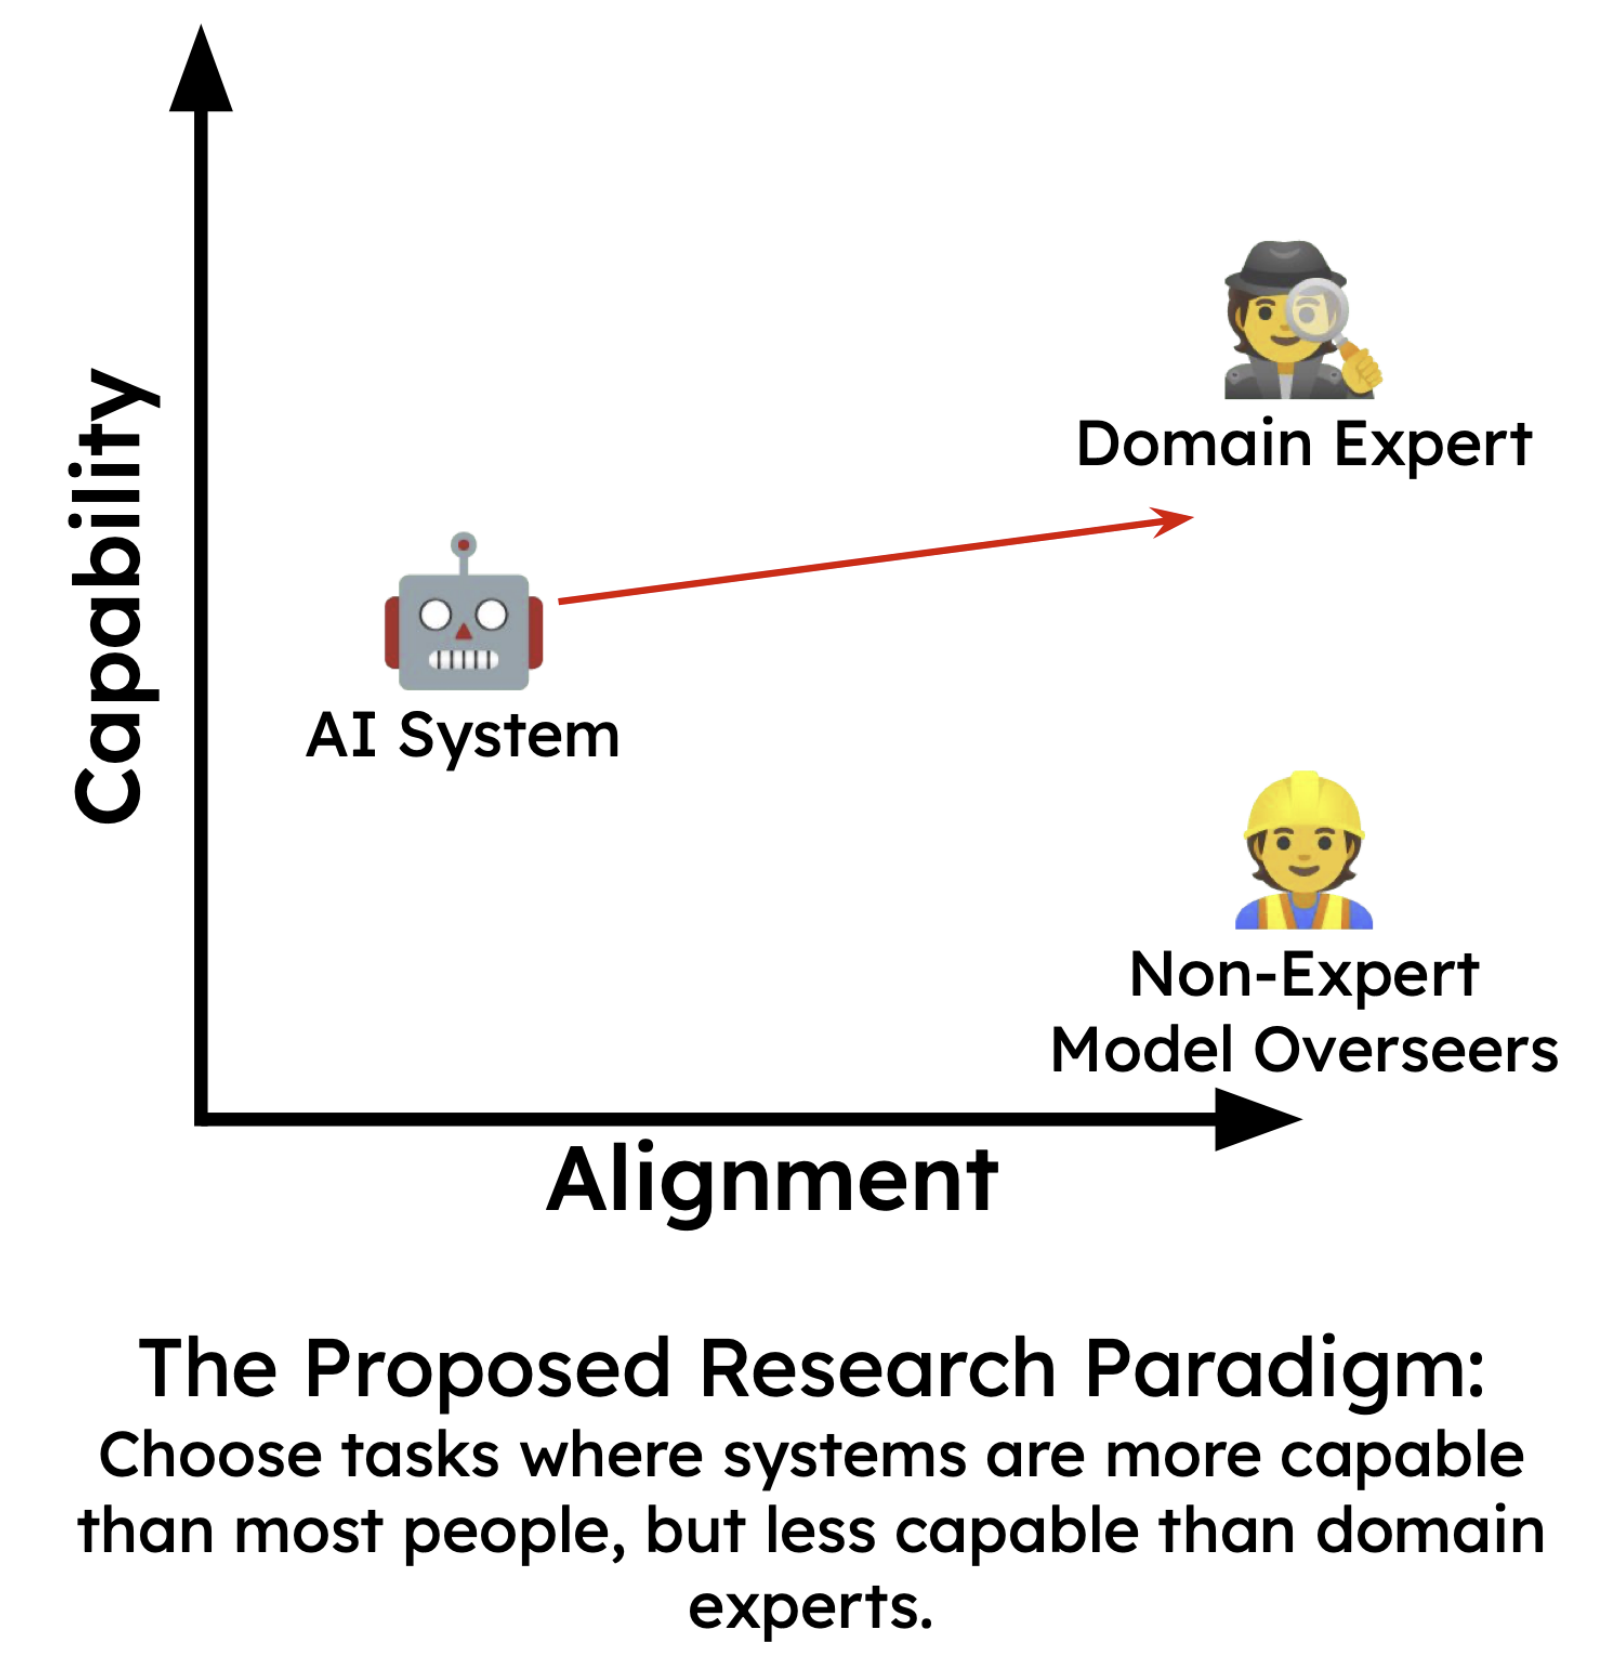 Capability
Domain Expert
AI System
Non-Expert
Model Overseers
Alignment
The Proposed Research Paradigm:
Choose tasks where systems are more capable
than most people, but less capable than domain
experts.